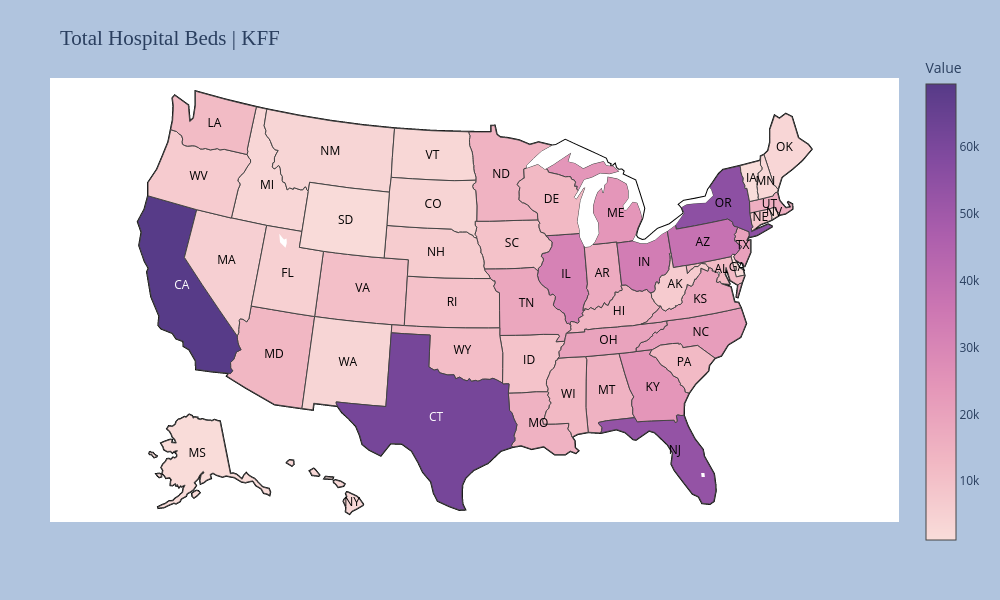 Total Hospital Beds | KFF
Value
60k
50k
40k
30k
20k
10k
LA
WV
MI
NM
VT
ND
SD
CO
DE
ME
OK
IA
MN
OR
UT
NV
NE
MA
FL
NH
SC
IL
AR
IN
AZ
TX
AL
GA
CA
VA
RI
TN
AK
KS
HI
NC
MD
WA
WY
ID
OH
PA
WI
MT
KY
CT
MO
NJ
MS
NY